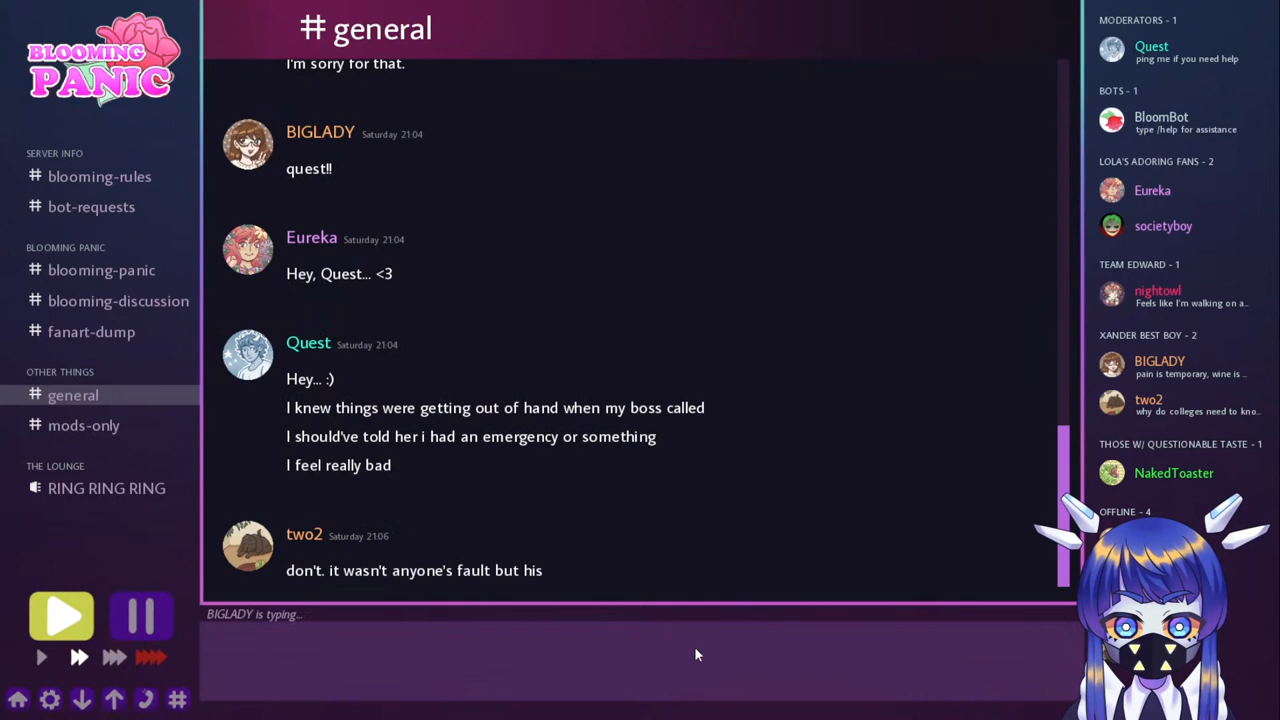 BLOOMING
PANIC
SERVER INFO
# blooming-rules
# bot-requests
BLOOMING PANIC
# blooming-panic
# blooming-discussion
# fanart-dump
OTHER THINGS
# general
# mods-only
THE LOUNGE
RING RING RING
# general
I'm sorry for that.
BIGLADY Saturday 21:04
quest!!
Eureka Saturday 21:04
Hey, Quest... <3
Quest Saturday 21:04
Hey... :)
I knew things were getting out of hand when my boss called
I should've told her i had an emergency or something
I feel really bad
two2 Saturday 21:06
don't. it wasn't anyone's fault but his
BIGLADY is typing...
MODERATORS - 1
Quest
ping me if you need help
BOTS - 1
BloomBot
type /help for assistance
LOLA'S ADORING FANS - 2
Eureka
societyboy
TEAM EDWARD - 1
nightowl
Feels like I'm walking on a...
XANDER BEST BOY - 2
BIGLADY
pain is temporary, wine is ...
two2
why do colleges need to kno...
THOSE W/ QUESTIONABLE TASTE - 1
NakedToaster
OFFLINE - 4